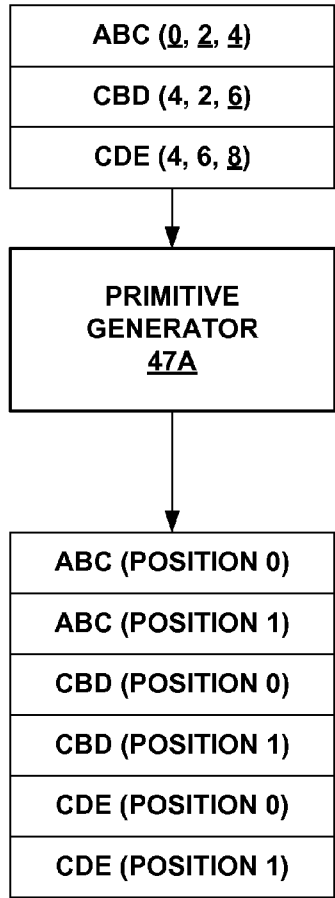 ABC (0, 2, 4)
CBD (4, 2, 6)
CDE (4, 6, 8)
PRIMITIVE
GENERATOR
47A
ABC (POSITION 0)
ABC (POSITION 1)
CBD (POSITION 0)
CBD (POSITION 1)
CDE (POSITION 0)
CDE (POSITION 1)